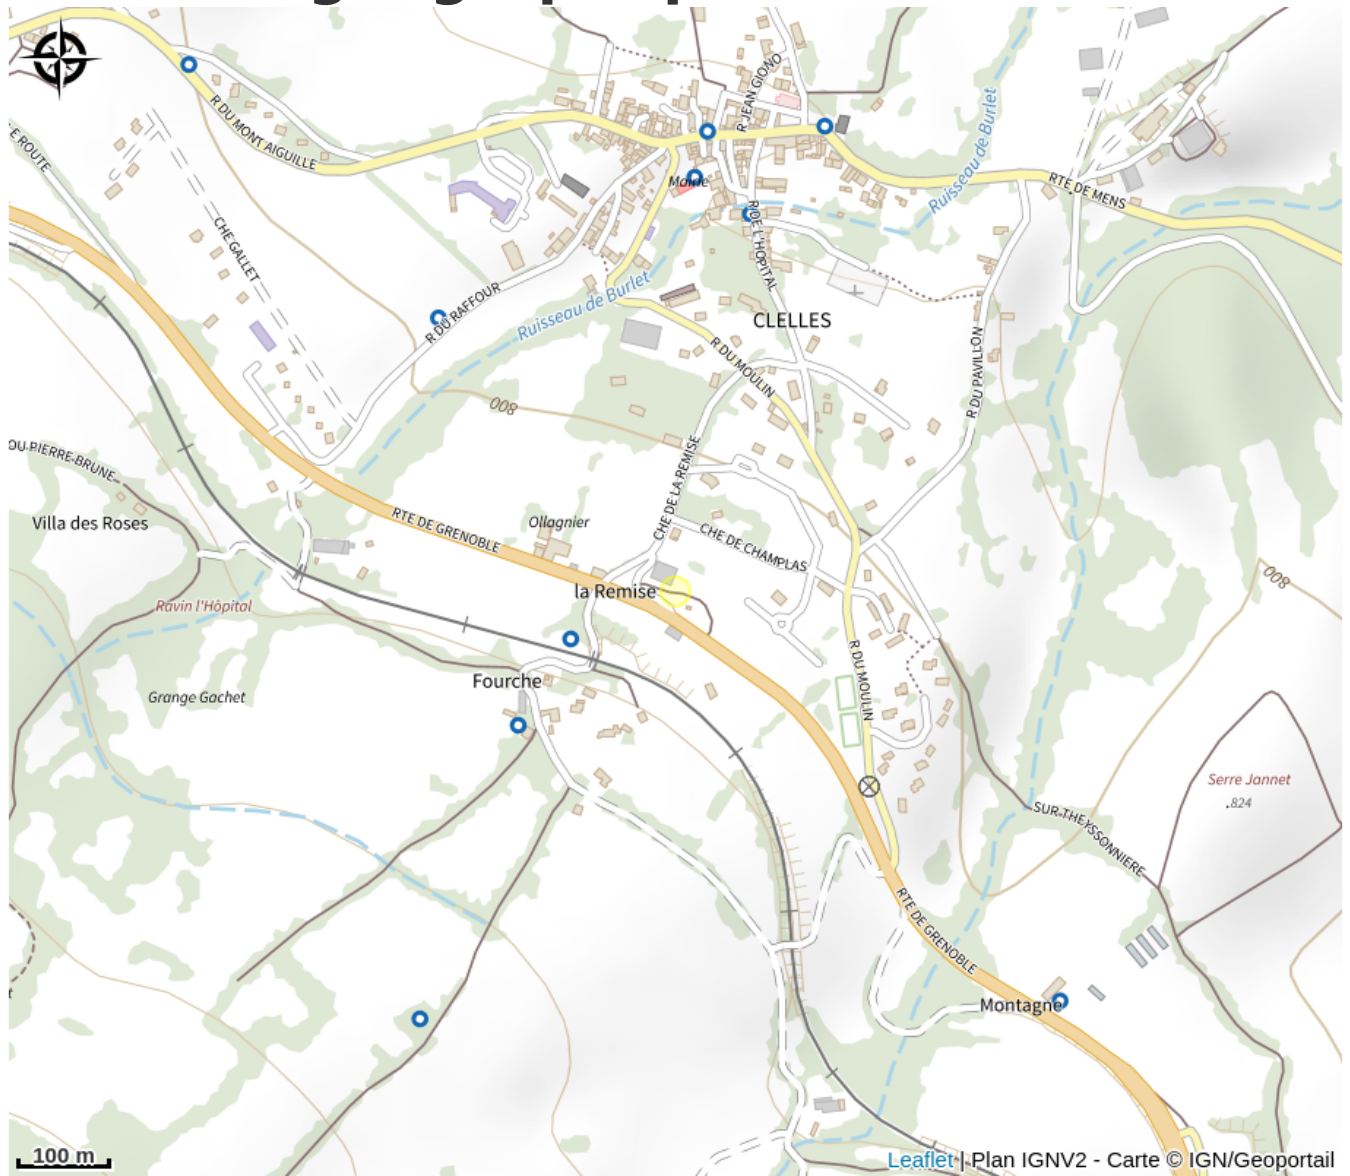 R JEAN GIONO
Ruisseau de Burlet
R DU MONT AIGUILLE
E ROUTE
Mairie
RTE DE MENS
R DE L'HOPITAL
CHE GALLET
Ruisseau de Burlet
R DU RAFFOUR
CLELLES
R DU MOULIN
R DU PAVILLON
800
OU PIERRE-BRUNE
CHE DE LA REMISE
Villa des Roses
RTE DE GRENOBLE
Ollagnier
CHE DE CHAMPLAS
800
la Remise
Ravin l'Hôpital
R DU MOULIN
Fourche
Grange Gachet
Serre Jannet
824
SUR THEYSSONNIERE
RTE DE GRENOBLE
Montagne
100 m
Leaflet | Plan IGNV2 - Carte © IGN/Geoportail